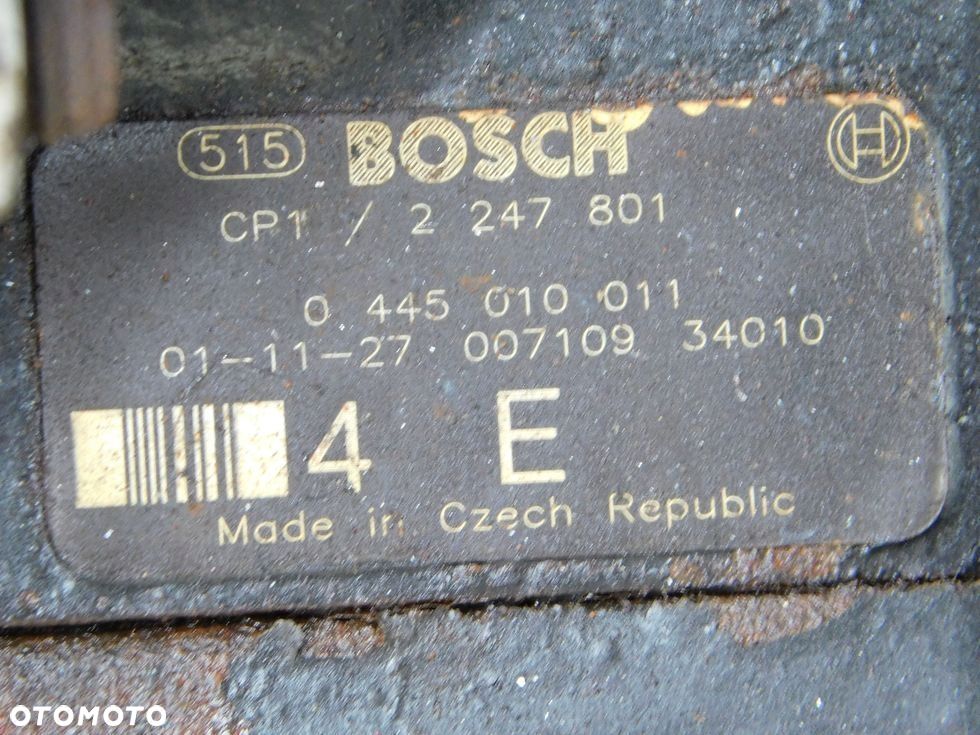 515 BOSCH
CP1 / 2 247 801
0 445 010 011
01-11-27 007109 34010
4 E
Made in Czech Republic
OTOMOTO